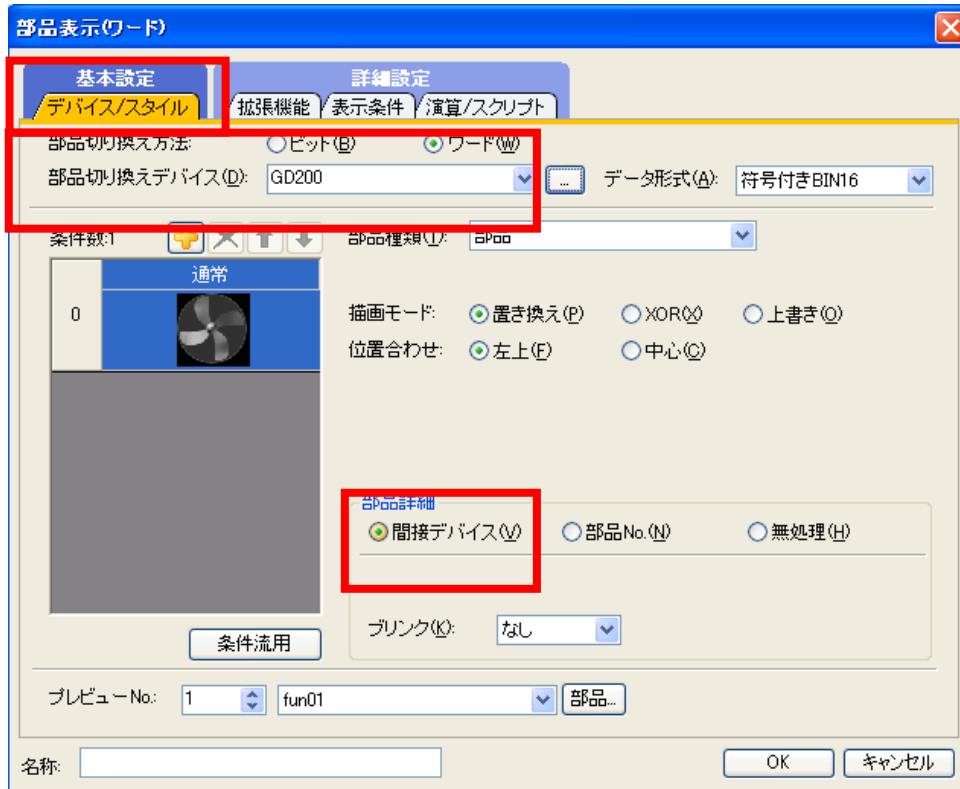 部品表示(ワード)
基本設定 詳細設定
デバイス/スタイル 拡張機能 表示条件 演算/スクリプト
部品切り換え方法: ビット(B) ワード(W)
部品切り換えデバイス(D): GD200 ... データ形式(A): 符号付きBIN16
条件数:1 部品種類(T): 部品
通常
0
描画モード: 置き換え(P) XOR(X) 上書き(O)
位置合わせ: 左上(F) 中心(C)
部品詳細
間接デバイス(V) 部品No.(N) 無処理(H)
ブリンク(K): なし
条件流用
プレビューNo.: 1 fun01 部品...
名称: OK キャンセル